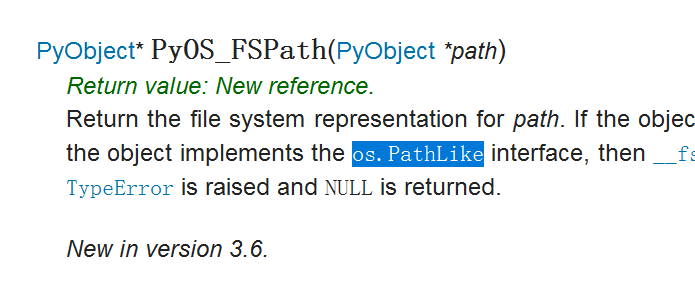 PyObject* PyOS_FSPath(PyObject *path)
Return value: New reference.
Return the file system representation for path. If the objec
the object implements the os.PathLike interface, then __fs
TypeError is raised and NULL is returned.
New in version 3.6.